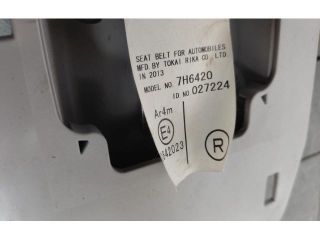 SEAT BELT FOR AUTOMOBILES
MFD. BY TOKAI RIKA CO., LTD.
IN 2013
MODEL NO. 7H6420
ID NO 027224
Ar4m
E4
R